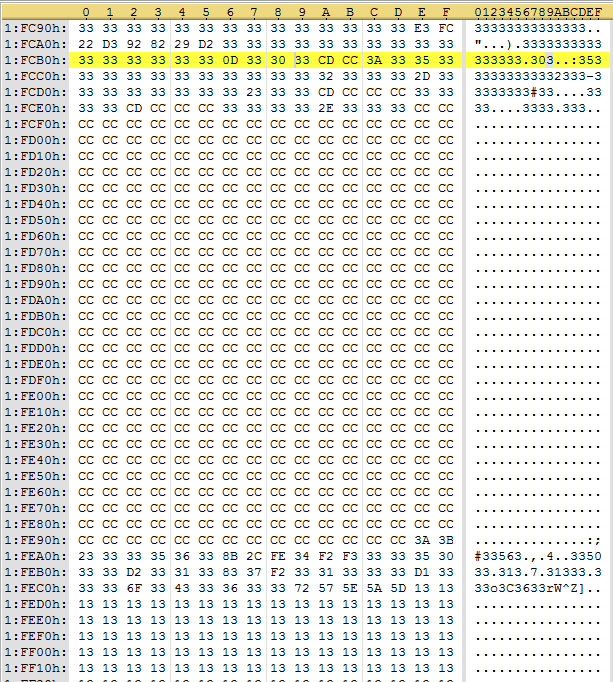 0 1 2 3 4 5 6 7 8 9 A B C D E F 0123456789ABCDEF
1:FC90h: 33 33 33 33 33 33 33 33 33 33 33 33 33 33 E3 FC 33333333333333..
1:FCA0h: 22 D3 92 82 29 D2 33 33 33 33 33 33 33 33 33 33 "...).3333333333
1:FCB0h: 33 33 33 33 33 33 0D 33 30 33 CD CC 3A 33 35 33 333333.303..:353
1:FCC0h: 33 33 33 33 33 33 33 33 33 33 32 33 33 33 2D 33 33333333332333-3
1:FCD0h: 33 33 33 33 33 33 33 23 33 33 CD CC CC CC 33 33 3333333#33....33
1:FCE0h: 33 33 CD CC CC CC 33 33 33 33 2E 33 33 33 CC CC 33....3333.333..
1:FCF0h: CC CC CC CC CC CC CC CC CC CC CC CC CC CC CC CC ................
1:FD00h: CC CC CC CC CC CC CC CC CC CC CC CC CC CC CC CC ................
1:FD10h: CC CC CC CC CC CC CC CC CC CC CC CC CC CC CC CC ................
1:FD20h: CC CC CC CC CC CC CC CC CC CC CC CC CC CC CC CC ................
1:FD30h: CC CC CC CC CC CC CC CC CC CC CC CC CC CC CC CC ................
1:FD40h: CC CC CC CC CC CC CC CC CC CC CC CC CC CC CC CC ................
1:FD50h: CC CC CC CC CC CC CC CC CC CC CC CC CC CC CC CC ................
1:FD60h: CC CC CC CC CC CC CC CC CC CC CC CC CC CC CC CC ................
1:FD70h: CC CC CC CC CC CC CC CC CC CC CC CC CC CC CC CC ................
1:FD80h: CC CC CC CC CC CC CC CC CC CC CC CC CC CC CC CC ................
1:FD90h: CC CC CC CC CC CC CC CC CC CC CC CC CC CC CC CC ................
1:FDA0h: CC CC CC CC CC CC CC CC CC CC CC CC CC CC CC CC ................
1:FDB0h: CC CC CC CC CC CC CC CC CC CC CC CC CC CC CC CC ................
1:FDC0h: CC CC CC CC CC CC CC CC CC CC CC CC CC CC CC CC ................
1:FDD0h: CC CC CC CC CC CC CC CC CC CC CC CC CC CC CC CC ................
1:FDE0h: CC CC CC CC CC CC CC CC CC CC CC CC CC CC CC CC ................
1:FDF0h: CC CC CC CC CC CC CC CC CC CC CC CC CC CC CC CC ................
1:FE00h: CC CC CC CC CC CC CC CC CC CC CC CC CC CC CC CC ................
1:FE10h: CC CC CC CC CC CC CC CC CC CC CC CC CC CC CC CC ................
1:FE20h: CC CC CC CC CC CC CC CC CC CC CC CC CC CC CC CC ................
1:FE30h: CC CC CC CC CC CC CC CC CC CC CC CC CC CC CC CC ................
1:FE40h: CC CC CC CC CC CC CC CC CC CC CC CC CC CC CC CC ................
1:FE50h: CC CC CC CC CC CC CC CC CC CC CC CC CC CC CC CC ................
1:FE60h: CC CC CC CC CC CC CC CC CC CC CC CC CC CC CC CC ................
1:FE70h: CC CC CC CC CC CC CC CC CC CC CC CC CC CC CC CC ................
1:FE80h: CC CC CC CC CC CC CC CC CC CC CC CC CC CC CC CC ................
1:FE90h: CC CC CC CC CC CC CC CC CC CC CC CC CC CC 3A 3B ..............:;
1:FEA0h: 23 33 33 35 36 33 8B 2C FE 34 F2 F3 33 33 35 30 #33563.,.4..3350
1:FEB0h: 33 33 D2 33 31 33 83 37 F2 33 31 33 33 33 D1 33 33.313.7.31333.3
1:FEC0h: 33 33 6F 33 43 33 36 33 33 72 57 5E 5A 5D 13 13 33o3C3633rW^Z]..
1:FED0h: 13 13 13 13 13 13 13 13 13 13 13 13 13 13 13 13 ................
1:FEE0h: 13 13 13 13 13 13 13 13 13 13 13 13 13 13 13 13 ................
1:FEF0h: 13 13 13 13 13 13 13 13 13 13 13 13 13 13 13 13 ................
1:FF00h: 13 13 13 13 13 13 13 13 13 13 13 13 13 13 13 13 ................
1:FF10h: 13 13 13 13 13 13 13 13 13 13 13 13 13 13 13 13 ................